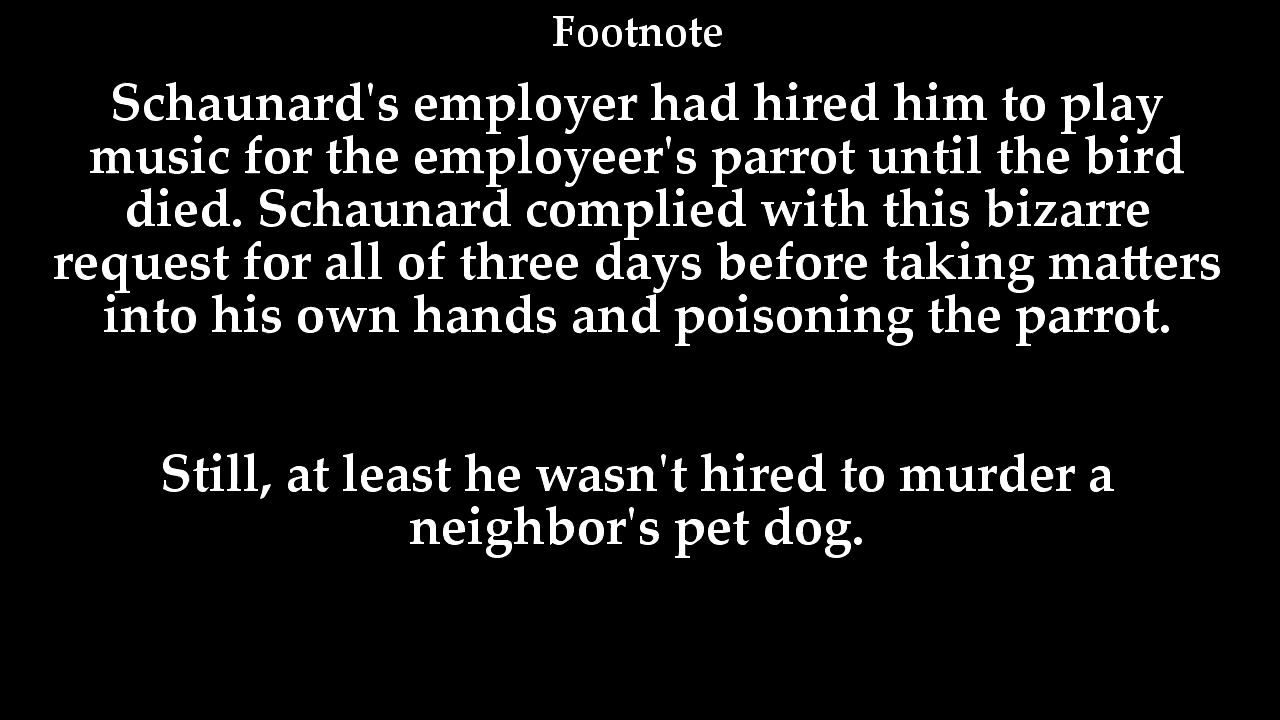 Footnote
Schaunard's employer had hired him to play
music for the employeer's parrot until the bird
died. Schaunard complied with this bizarre
request for all of three days before taking matters
into his own hands and poisoning the parrot.
Still, at least he wasn't hired to murder a
neighbor's pet dog.